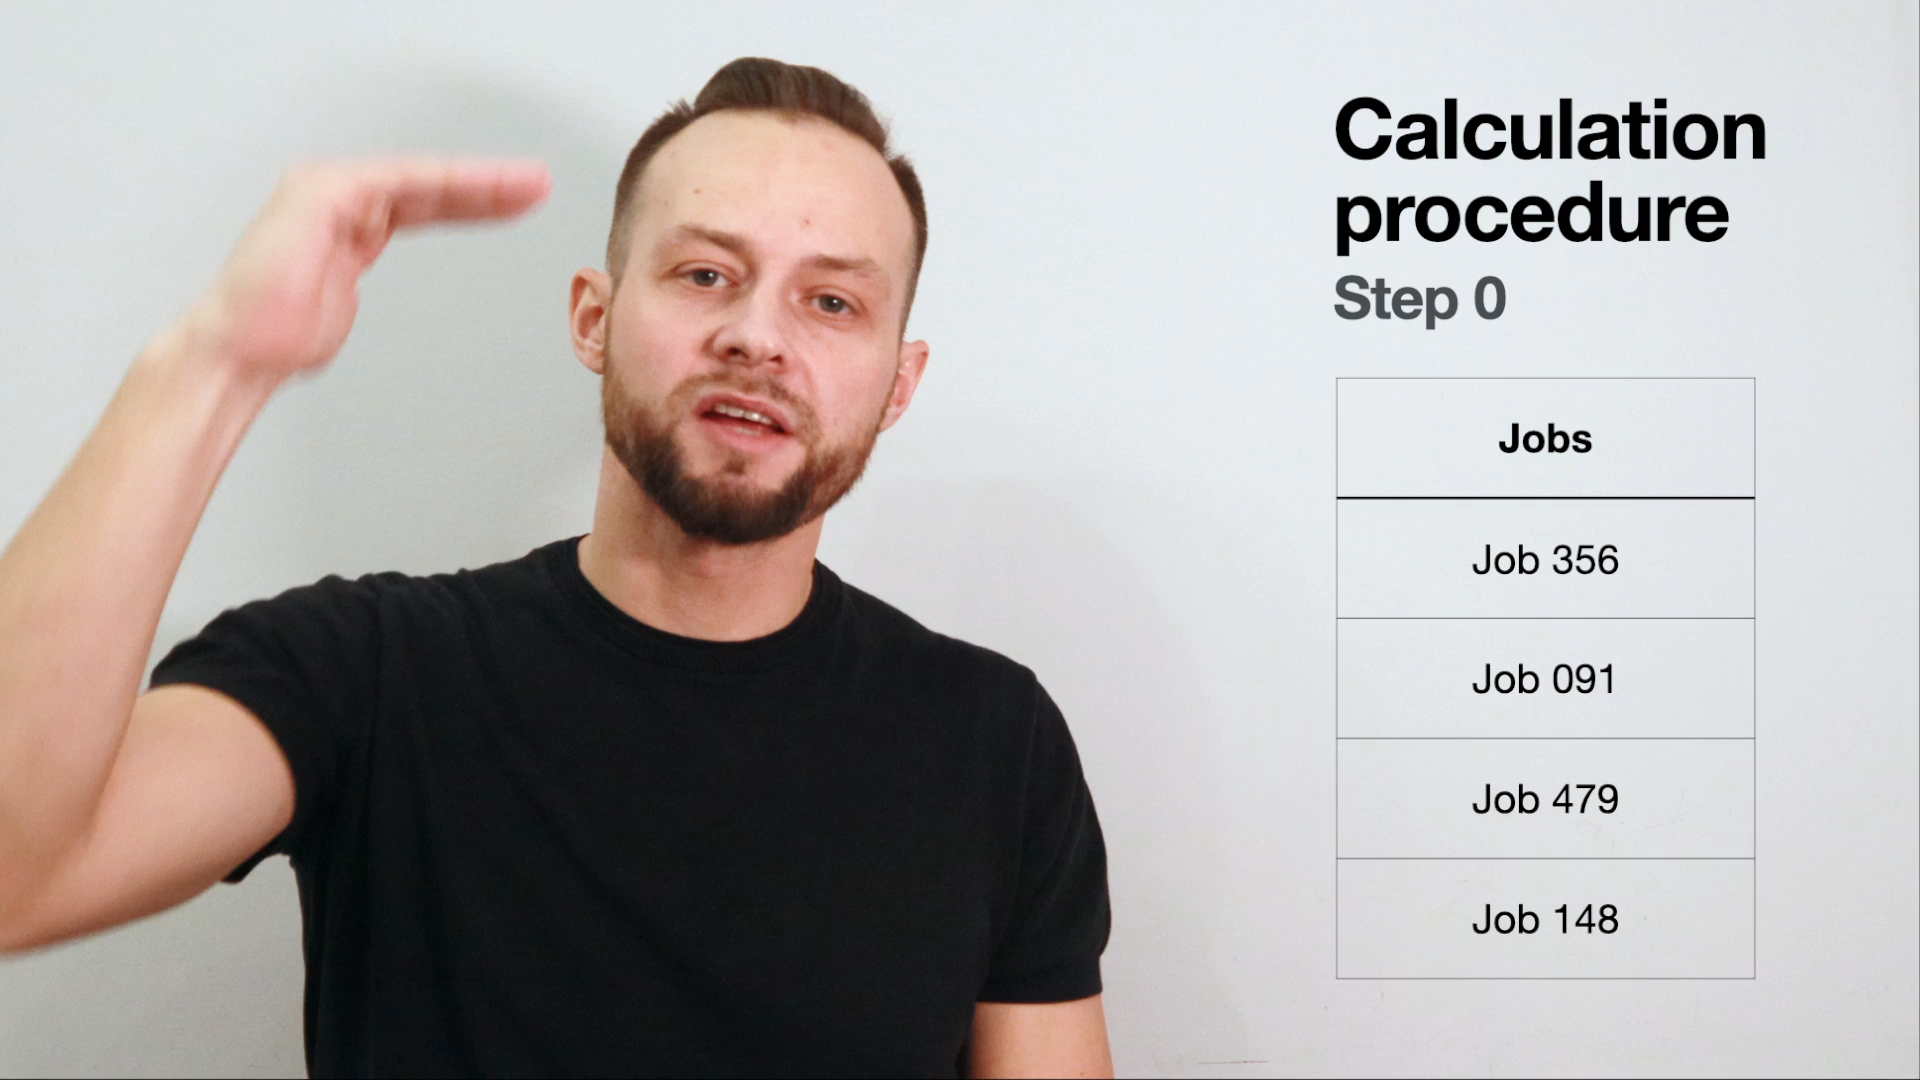 Calculation
procedure
Step 0
Jobs
Job 356
Job 091
Job 479
Job 148